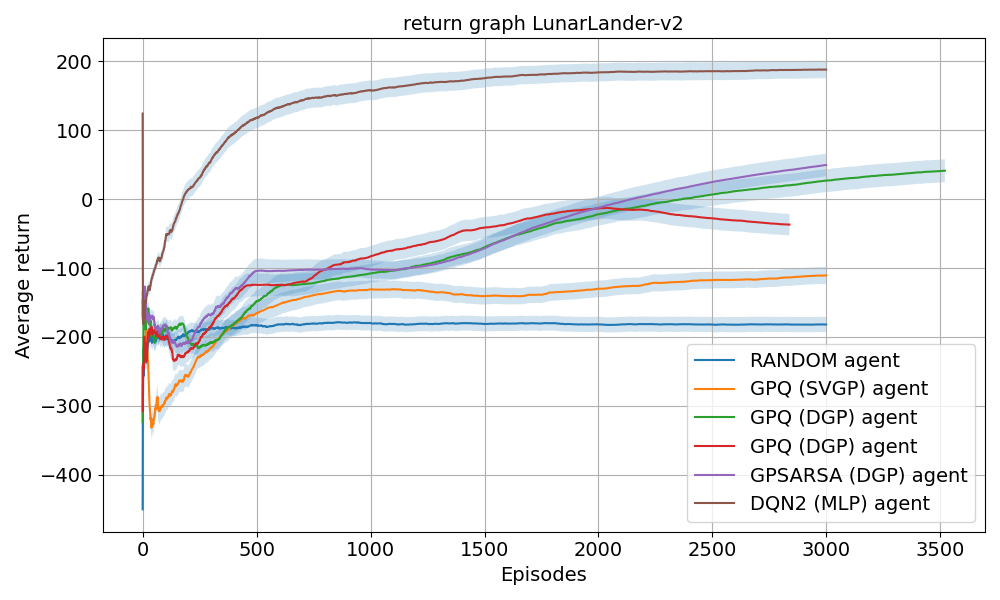 return graph LunarLander-v2
Average return
200
100
0
−100
−200
−300
−400
0 500 1000 1500 2000 2500 3000 3500
Episodes
RANDOM agent
GPQ (SVGP) agent
GPQ (DGP) agent
GPQ (DGP) agent
GPSARSA (DGP) agent
DQN2 (MLP) agent